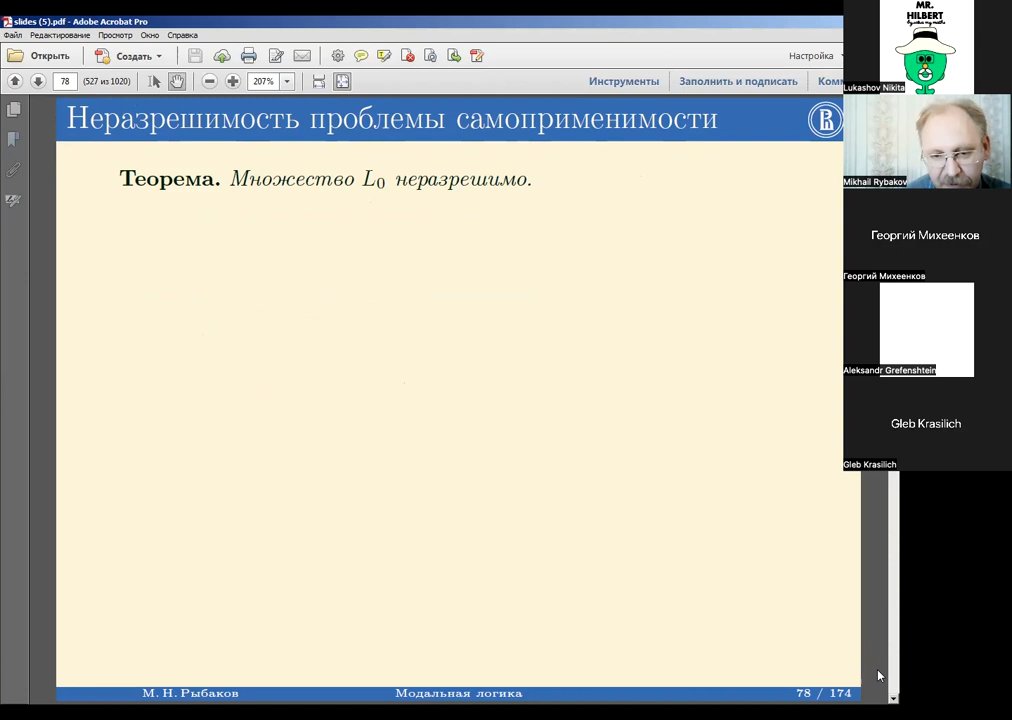 slides (5).pdf - Adobe Acrobat Pro
Файл Редактирование Просмотр Окно Справка
Открыть Создать Настройка
78 (527 из 1020) 207% Инструменты Заполнить и подписать Комм
Неразрешимость проблемы самоприменимости
Теорема. Множество L₀ неразрешимо.
М. Н. Рыбаков Модальная логика 78 / 174
MR.
HILBERT
Lukashov Nikita
Mikhail Rybakov
Георгий Михеенков
Георгий Михеенков
Aleksandr Grefenshtein
Gleb Krasilich
Gleb Krasilich